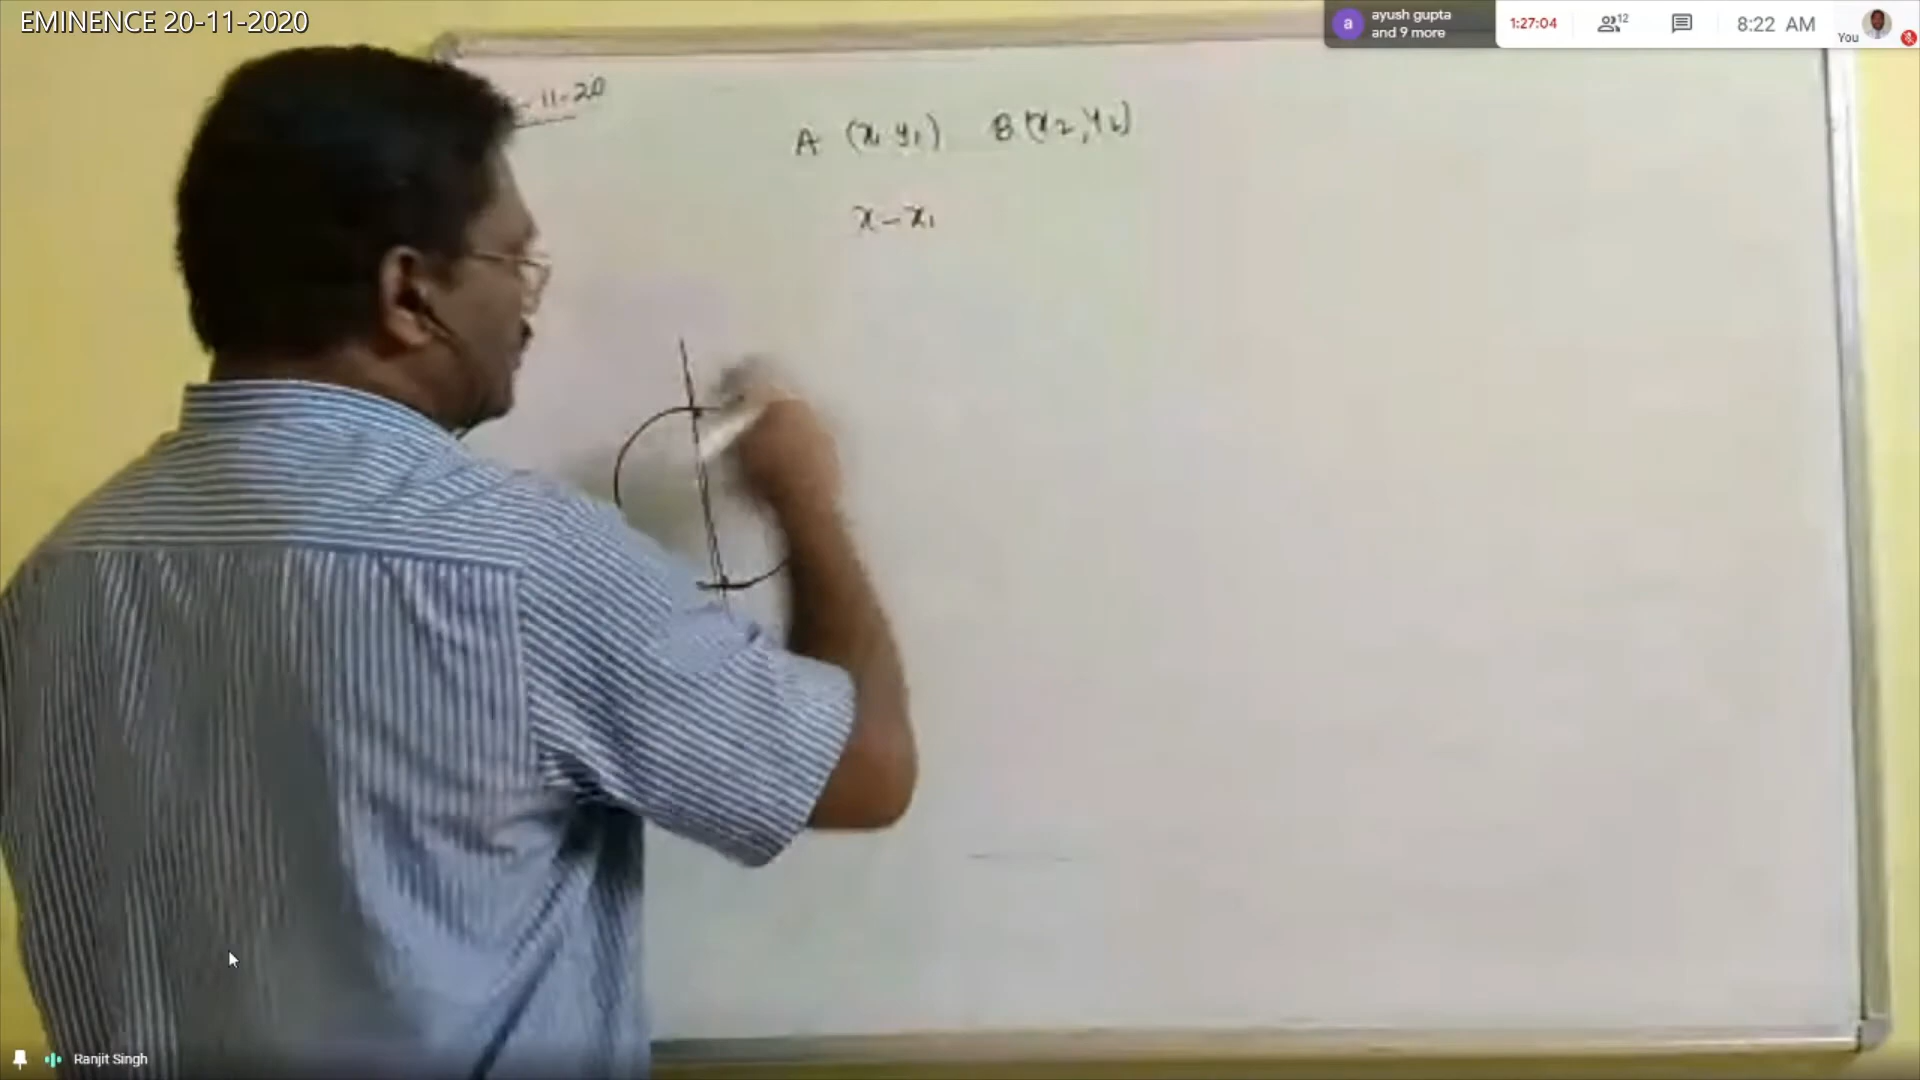 EMINENCE 20-11-2020
ayush gupta
and 9 more
a
1:27:04
12
8:22 AM
You
-11-20
A (x₁ y₁) B (x₂, y₂)
x - x₁
Ranjit Singh